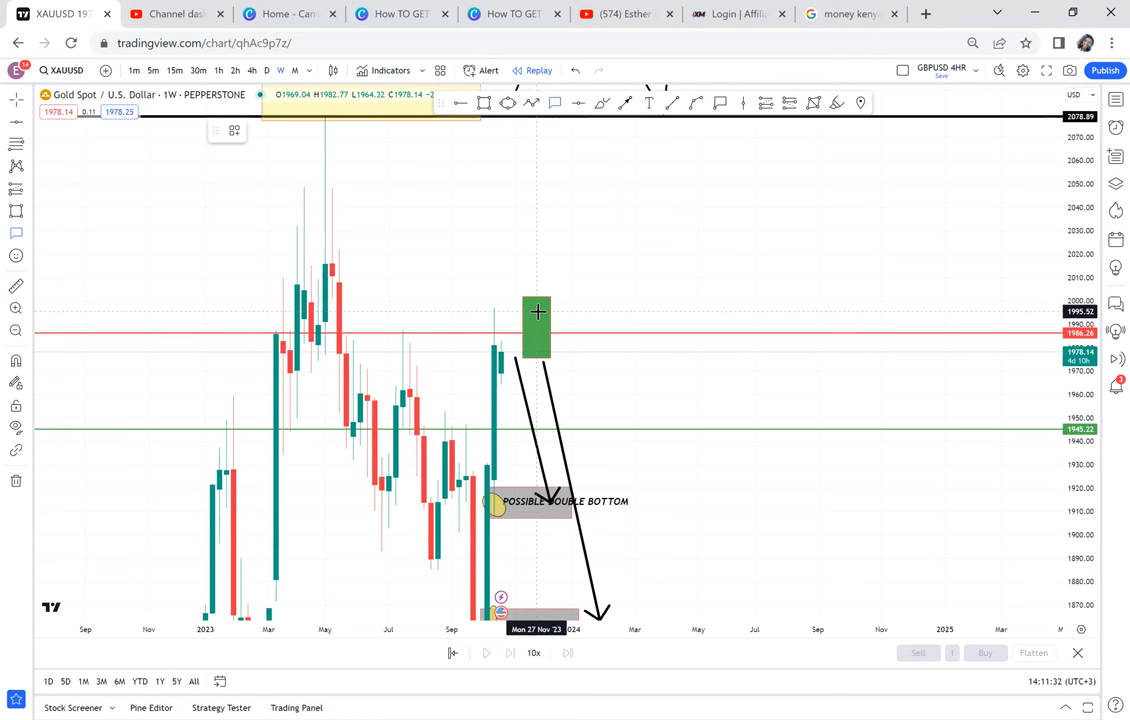 XAUUSD 197
Channel das
Home - Can
How TO GET
How TO GET
(574) Esther
Login | Affilia
money keny
tradingview.com/chart/qhAc9p7z/
E 14
XAUUSD
1m 5m 15m 30m 1h 2h 4h D W M
Indicators
Alert
Replay
GBPUSD 4HR
Save
Publish
Gold Spot / U.S. Dollar · 1W · PEPPERSTONE
O1969.04 H1982.77 L1964.32 C1978.14 −2
USD
1978.14 0.11 1978.25
2078.89
2070.00
2060.00
2050.00
2040.00
2030.00
2020.00
2010.00
2000.00
1995.52
1990.00
1986.26
1978.14
4d 10h
1970.00
1960.00
1950.00
1945.22
1940.00
1930.00
1920.00
1910.00
1900.00
1890.00
1880.00
1870.00
3
POSSIBLE DOUBLE BOTTOM
Sep Nov 2023 Mar May Jul Sep Mon 27 Nov '23 024 Mar May Jul Sep Nov 2025 Mar M
10x
Sell 1 Buy Flatten
1D 5D 1M 3M 6M YTD 1Y 5Y All
14:11:32 (UTC+3)
Stock Screener Pine Editor Strategy Tester Trading Panel